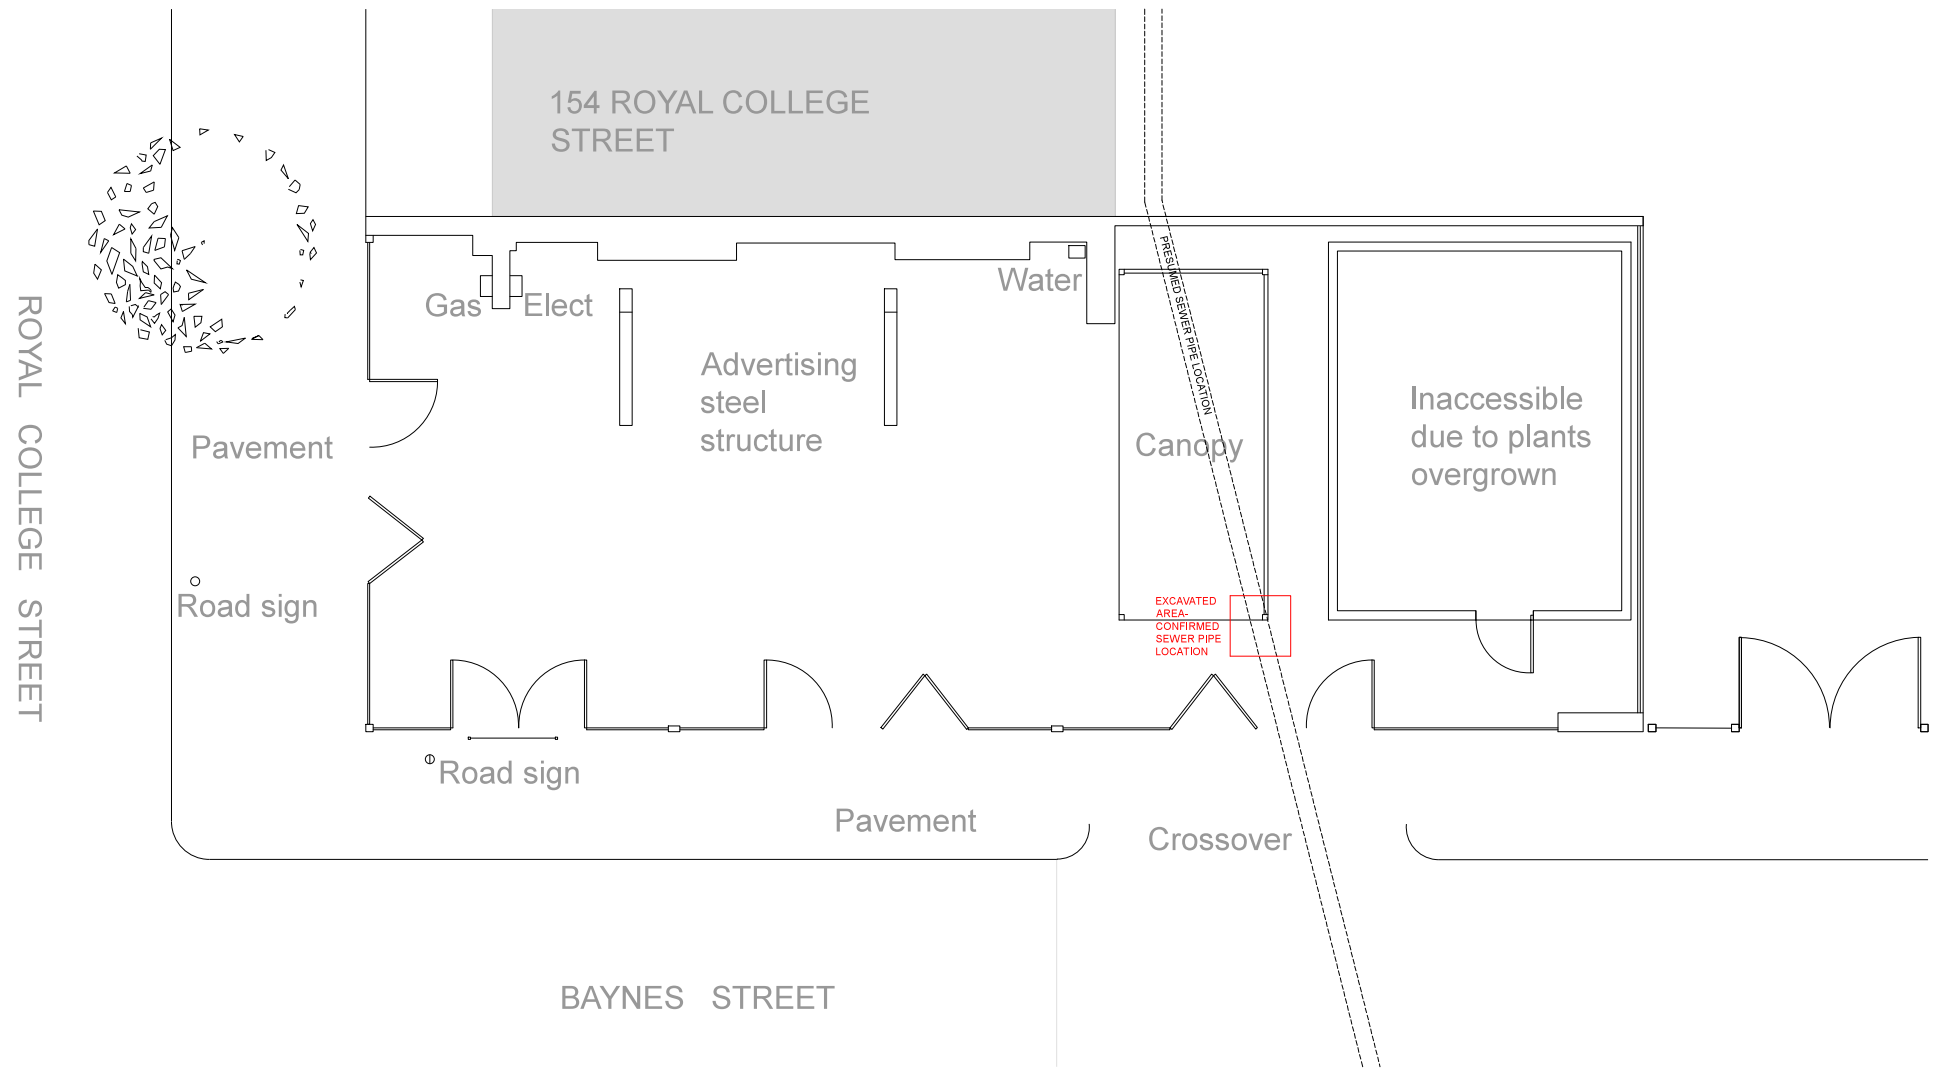 154 ROYAL COLLEGE
STREET
PRESUMED SEWER PIPE LOCATION
Water
Gas
Elect
ROYAL COLLEGE STREET
Advertising
steel
structure
Inaccessible
due to plants
overgrown
Pavement
Canopy
Road sign
EXCAVATED
AREA-
CONFIRMED
SEWER PIPE
LOCATION
Road sign
Pavement
Crossover
BAYNES STREET